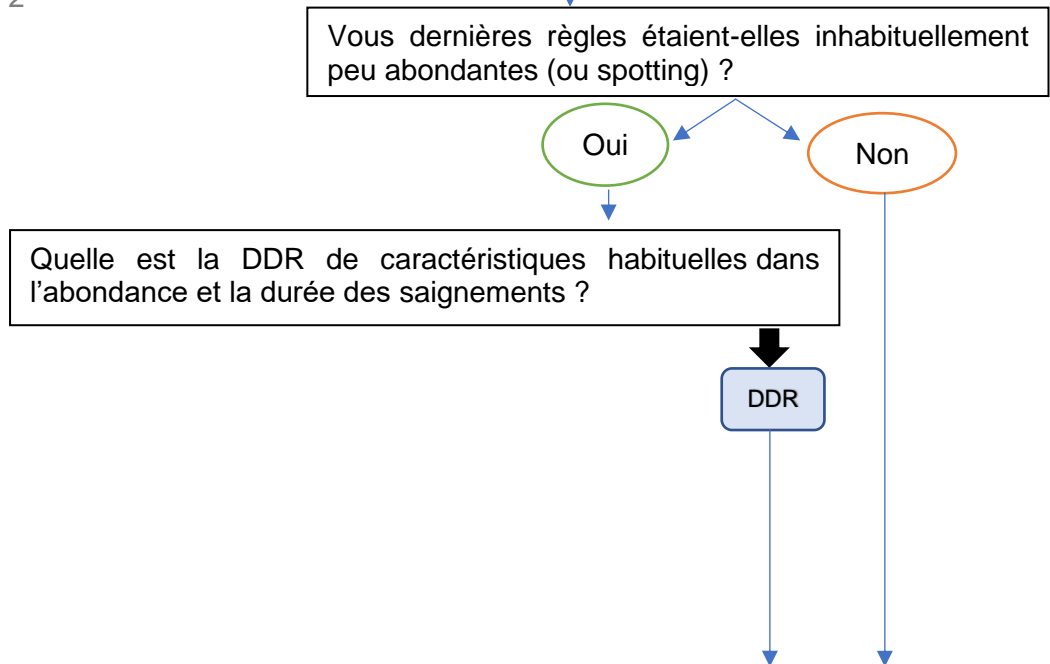 2
Vous dernières règles étaient-elles inhabituellement
peu abondantes (ou spotting) ?
Oui
Non
Quelle est la DDR de caractéristiques habituelles dans
l’abondance et la durée des saignements ?
DDR